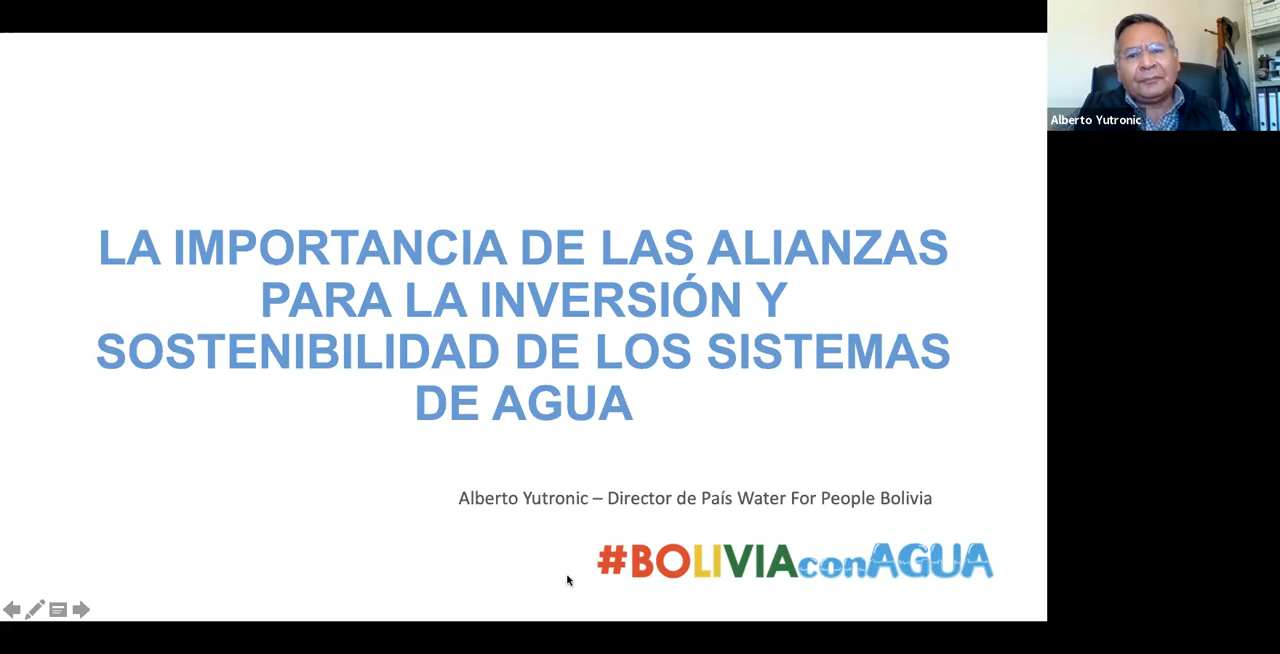 Alberto Yutronic
LA IMPORTANCIA DE LAS ALIANZAS
PARA LA INVERSIÓN Y
SOSTENIBILIDAD DE LOS SISTEMAS
DE AGUA
Alberto Yutronic – Director de País Water For People Bolivia
#BOLIVIAconAGUA